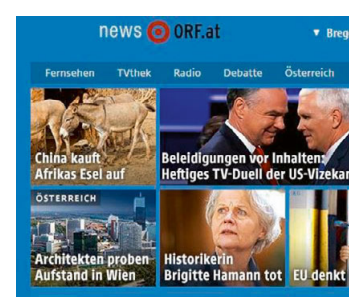 news ORF.at
▼ Breg
Fernsehen TVthek Radio Debatte Österreich
China kauft
Afrikas Esel auf
Beleidigungen vor Inhalten:
Heftiges TV-Duell der US-Vizekan
ÖSTERREICH
Architekten proben
Aufstand in Wien
Historikerin
Brigitte Hamann tot
EU denkt